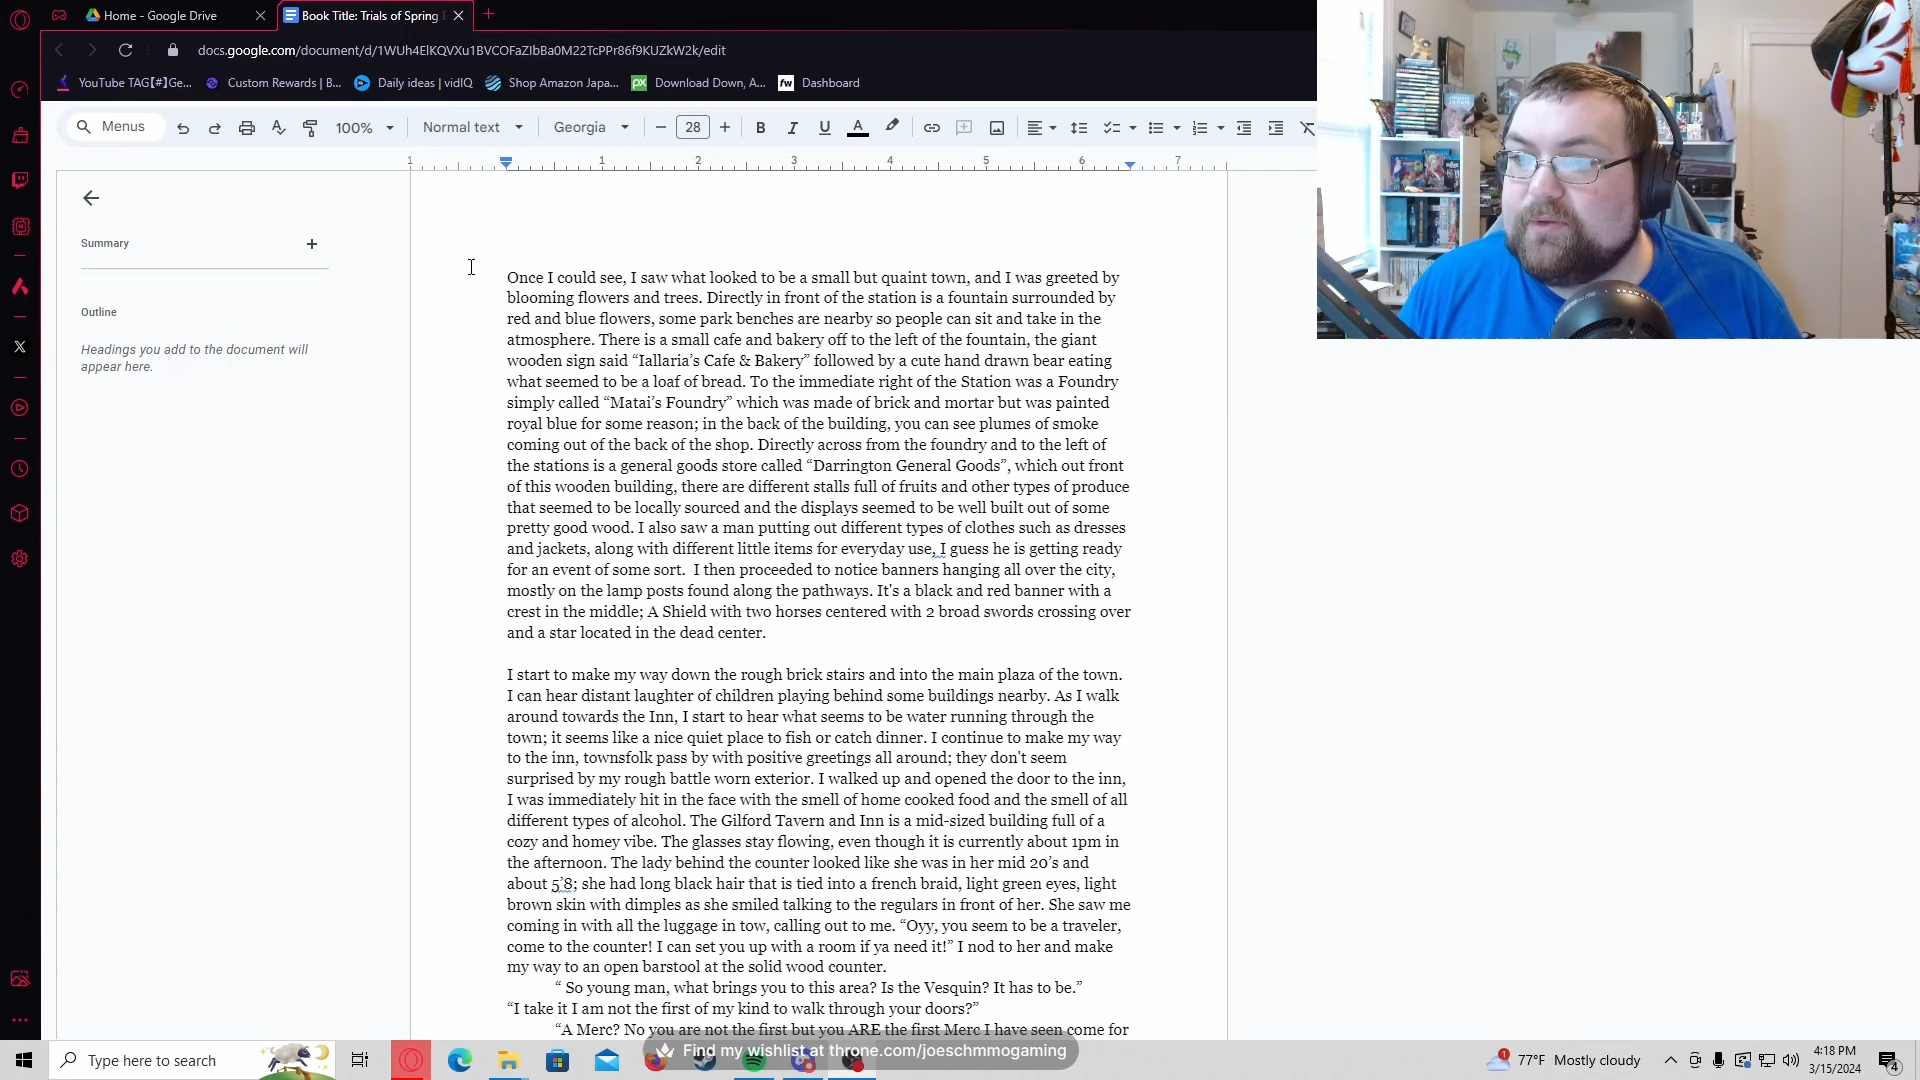 Home - Google Drive
Book Title: Trials of Spring
docs.google.com/document/d/1WUh4ElKQVXu1BVCOFaZIbBa0M22TcPPr86f9KUZkW2k/edit
YouTube TAG【#】Ge...
Custom Rewards | B...
Daily ideas | vidIQ
Shop Amazon Japa...
px Download Down, A...
fw Dashboard
Menus
100%
Normal text
Georgia
28
B
I
U
A
1 1 2 3 4 5 6 7
Summary
Outline
Headings you add to the document will
appear here.
Once I could see, I saw what looked to be a small but quaint town, and I was greeted by
blooming flowers and trees. Directly in front of the station is a fountain surrounded by
red and blue flowers, some park benches are nearby so people can sit and take in the
atmosphere. There is a small cafe and bakery off to the left of the fountain, the giant
wooden sign said “Iallaria’s Cafe & Bakery” followed by a cute hand drawn bear eating
what seemed to be a loaf of bread. To the immediate right of the Station was a Foundry
simply called “Matai’s Foundry” which was made of brick and mortar but was painted
royal blue for some reason; in the back of the building, you can see plumes of smoke
coming out of the back of the shop. Directly across from the foundry and to the left of
the stations is a general goods store called “Darrington General Goods”, which out front
of this wooden building, there are different stalls full of fruits and other types of produce
that seemed to be locally sourced and the displays seemed to be well built out of some
pretty good wood. I also saw a man putting out different types of clothes such as dresses
and jackets, along with different little items for everyday use, I guess he is getting ready
for an event of some sort.  I then proceeded to notice banners hanging all over the city,
mostly on the lamp posts found along the pathways. It's a black and red banner with a
crest in the middle; A Shield with two horses centered with 2 broad swords crossing over
and a star located in the dead center.
I start to make my way down the rough brick stairs and into the main plaza of the town.
I can hear distant laughter of children playing behind some buildings nearby. As I walk
around towards the Inn, I start to hear what seems to be water running through the
town; it seems like a nice quiet place to fish or catch dinner. I continue to make my way
to the inn, townsfolk pass by with positive greetings all around; they don't seem
surprised by my rough battle worn exterior. I walked up and opened the door to the inn,
I was immediately hit in the face with the smell of home cooked food and the smell of all
different types of alcohol. The Gilford Tavern and Inn is a mid-sized building full of a
cozy and homey vibe. The glasses stay flowing, even though it is currently about 1pm in
the afternoon. The lady behind the counter looked like she was in her mid 20’s and
about 5’8; she had long black hair that is tied into a french braid, light green eyes, light
brown skin with dimples as she smiled talking to the regulars in front of her. She saw me
coming in with all the luggage in tow, calling out to me. “Oyy, you seem to be a traveler,
come to the counter! I can set you up with a room if ya need it!” I nod to her and make
my way to an open barstool at the solid wood counter.
“ So young man, what brings you to this area? Is the Vesquin? It has to be.”
“I take it I am not the first of my kind to walk through your doors?”
“A Merc? No you are not the first but you ARE the first Merc I have seen come for
Find my wishlist at throne.com/joeschmmogaming
Type here to search
1
77°F Mostly cloudy
4:18 PM
3/15/2024
4